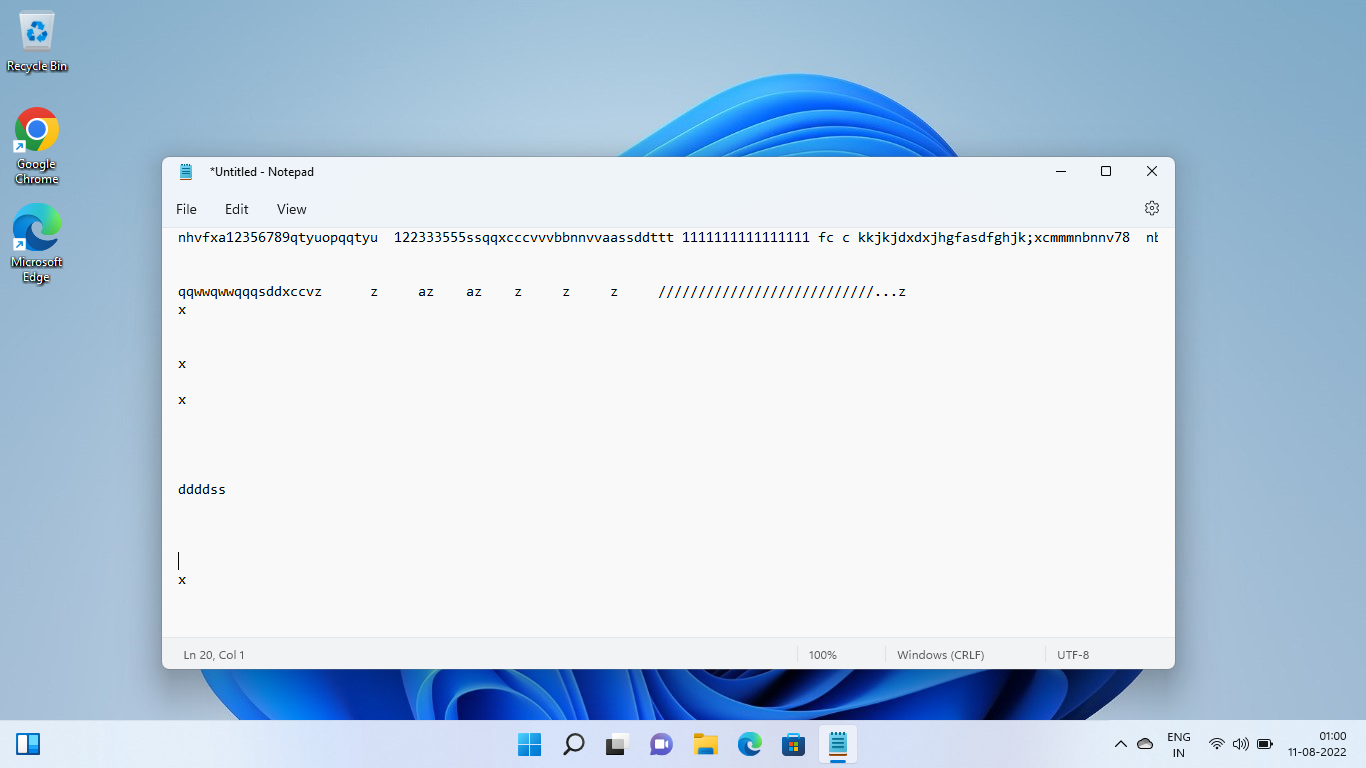 Recycle Bin
Google
Chrome
Microsoft
Edge
*Untitled - Notepad
File Edit View
nhvfxa12356789qtyuopqqtyu  122333555ssqqxcccvvvbbnnvvaassddttt 1111111111111111 fc c kkjkjdxdxjhgfasdfghjk;xcmmmnbnnv78  nb
qqwwqwwqqqsddxccvz      z     az    az    z     z     z     ///////////////////////////...z
x
x
x
ddddss
x
Ln 20, Col 1 100% Windows (CRLF) UTF-8
ENG
IN
01:00
11-08-2022